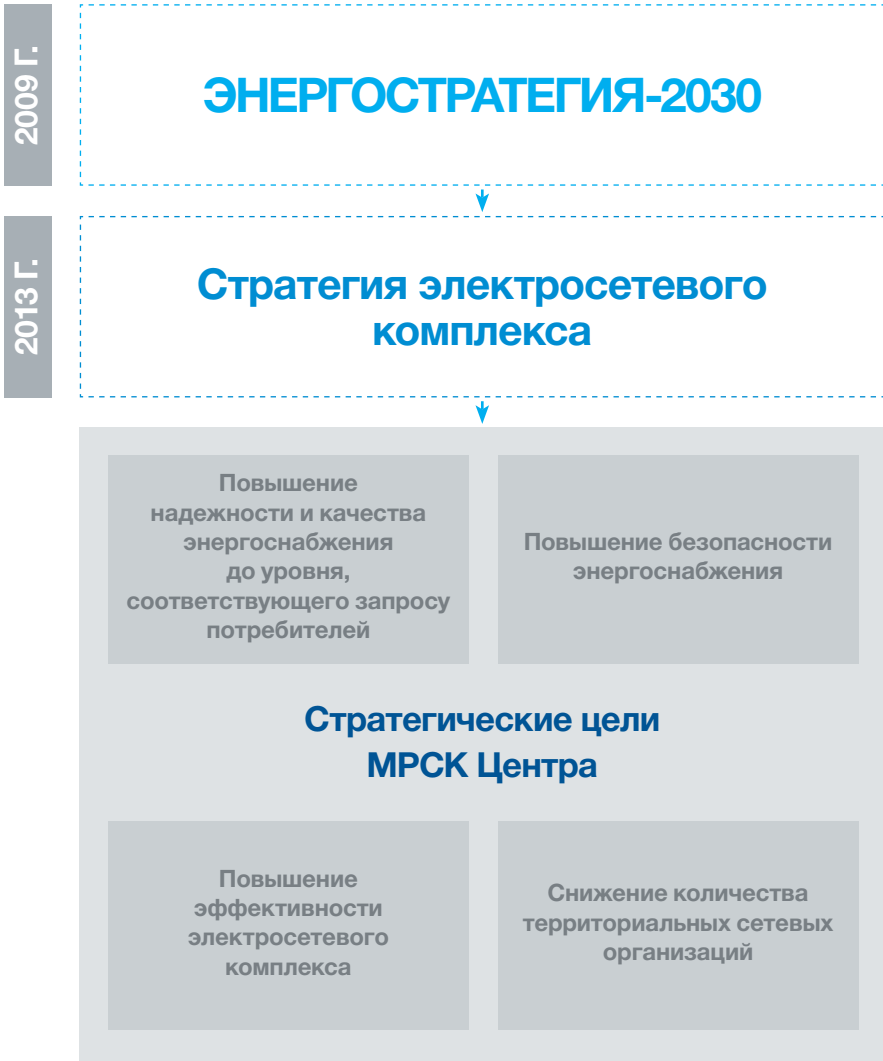 2009 Г.
ЭНЕРГОСТРАТЕГИЯ-2030
2013 Г.
Стратегия электросетевого
комплекса
Повышение
надежности и качества
энергоснабжения
до уровня,
соответствующего запросу
потребителей
Повышение безопасности
энергоснабжения
Стратегические цели
МРСК Центра
Повышение
эффективности
электросетевого
комплекса
Снижение количества
территориальных сетевых
организаций